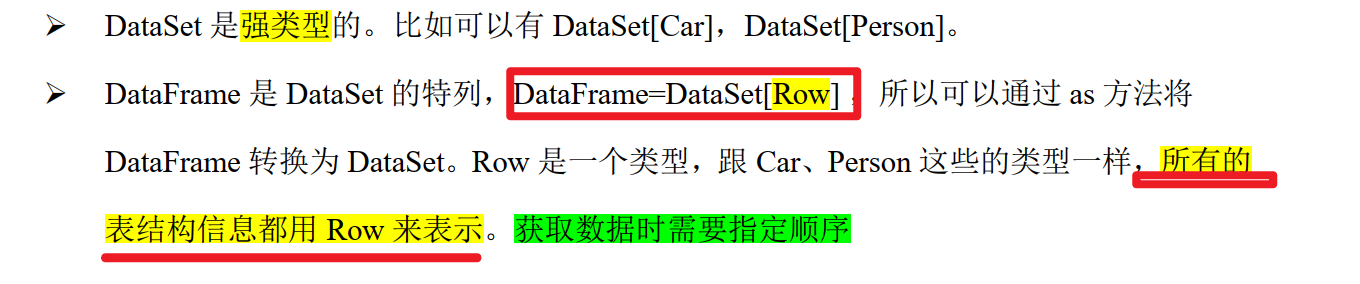 ➢ DataSet 是强类型的。比如可以有 DataSet[Car]，DataSet[Person]。
➢ DataFrame 是 DataSet 的特列，DataFrame=DataSet[Row] ，所以可以通过 as 方法将
DataFrame 转换为 DataSet。Row 是一个类型，跟 Car、Person 这些的类型一样，所有的
表结构信息都用 Row 来表示。获取数据时需要指定顺序